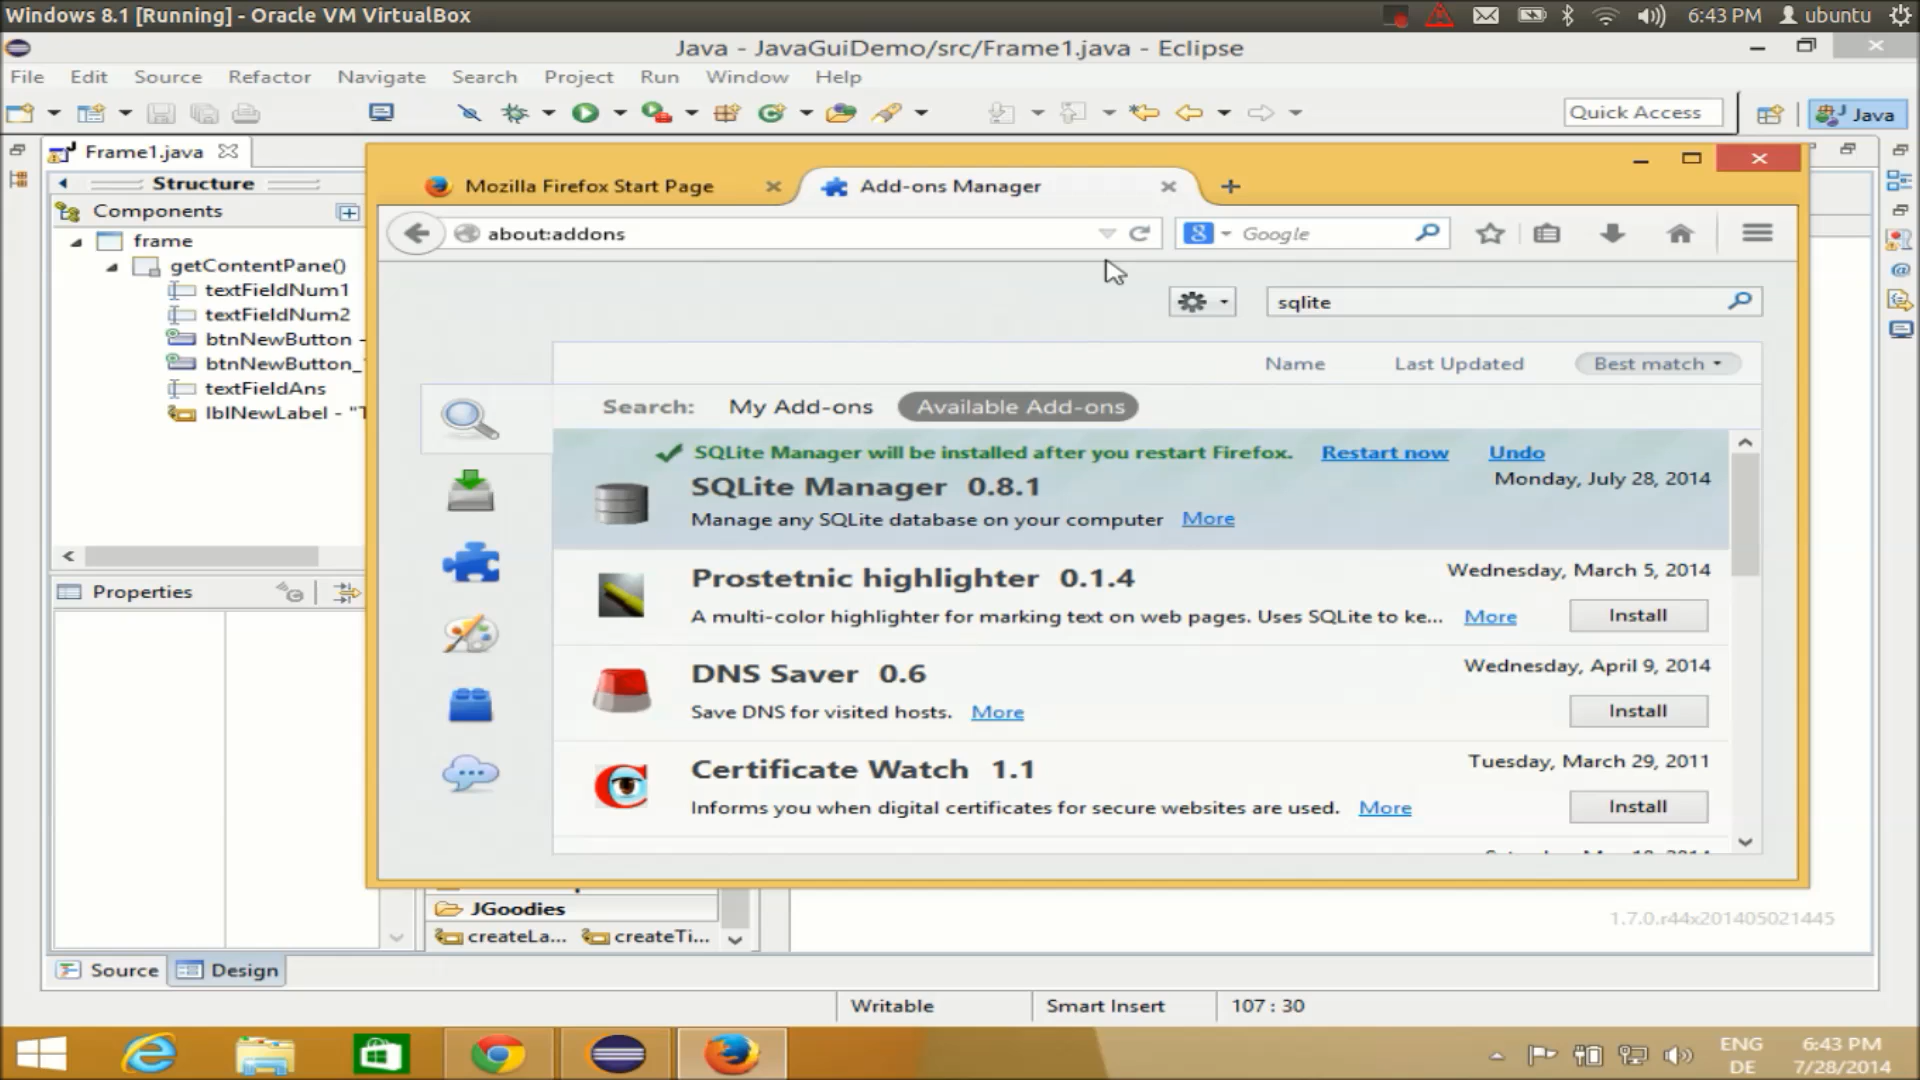 Windows 8.1 [Running] - Oracle VM VirtualBox
6:43 PM
ubuntu
Java - JavaGuiDemo/src/Frame1.java - Eclipse
File Edit Source Refactor Navigate Search Project Run Window Help
Quick Access
Java
Frame1.java
Structure
Components
frame
getContentPane()
textFieldNum1
textFieldNum2
btnNewButton -
btnNewButton_
textFieldAns
lblNewLabel - "T
Properties
Mozilla Firefox Start Page
Add-ons Manager
about:addons
Google
sqlite
Name Last Updated Best match
Search: My Add-ons Available Add-ons
SQLite Manager will be installed after you restart Firefox. Restart now Undo
SQLite Manager 0.8.1
Monday, July 28, 2014
Manage any SQLite database on your computer More
Prostetnic highlighter 0.1.4
Wednesday, March 5, 2014
A multi-color highlighter for marking text on web pages. Uses SQLite to ke... More
Install
DNS Saver 0.6
Wednesday, April 9, 2014
Save DNS for visited hosts. More
Install
Certificate Watch 1.1
Tuesday, March 29, 2011
Informs you when digital certificates for secure websites are used. More
Install
JGoodies
createLa... createTi...
1.7.0.r44x201405021445
Source Design
Writable Smart Insert 107 : 30
ENG
DE
6:43 PM
7/28/2014